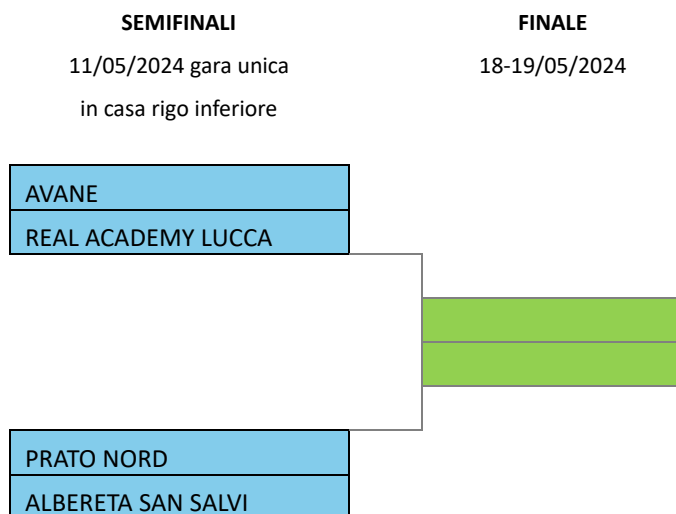 SEMIFINALI FINALE
11/05/2024 gara unica 18-19/05/2024
in casa rigo inferiore
AVANE
REAL ACADEMY LUCCA
PRATO NORD
ALBERETA SAN SALVI